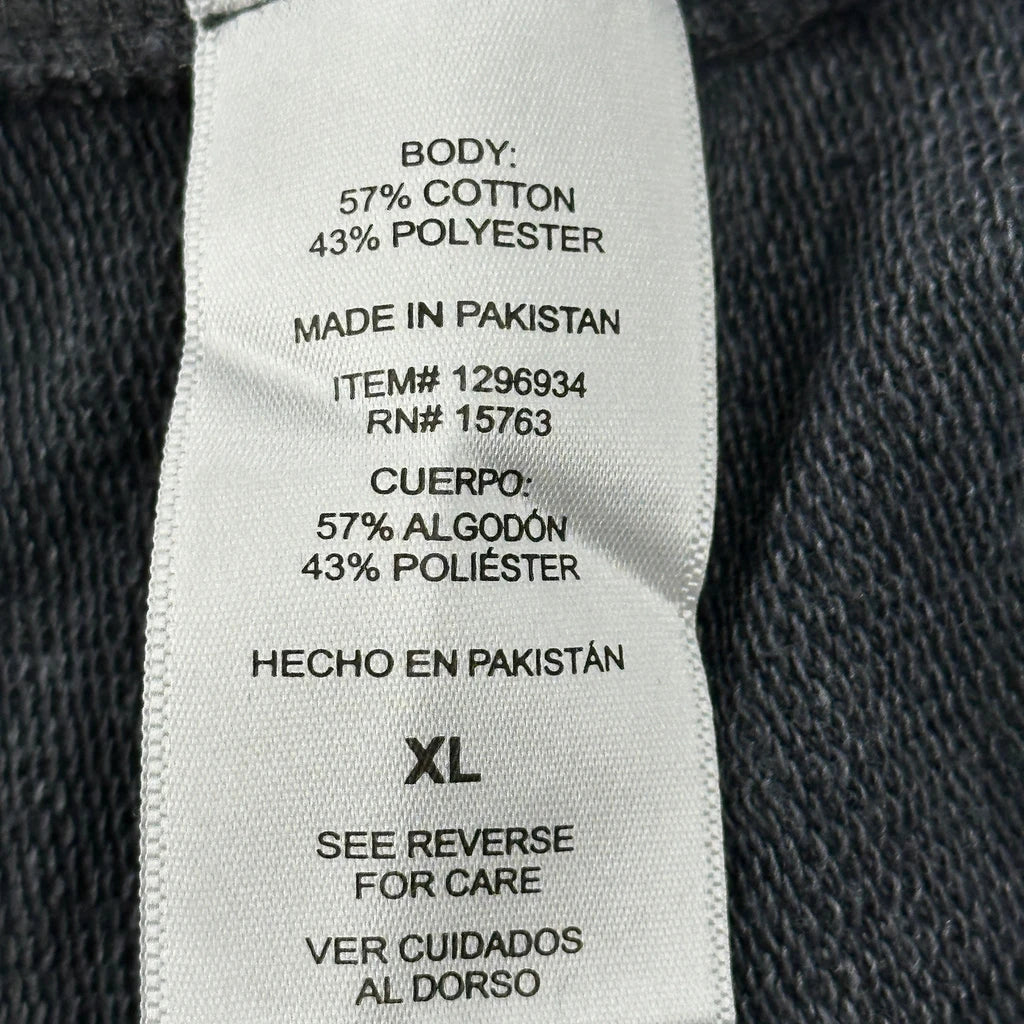 BODY:
57% COTTON
43% POLYESTER
MADE IN PAKISTAN
ITEM# 1296934
RN# 15763
CUERPO:
57% ALGODÓN
43% POLIÉSTER
HECHO EN PAKISTÁN
XL
SEE REVERSE
FOR CARE
VER CUIDADOS
AL DORSO